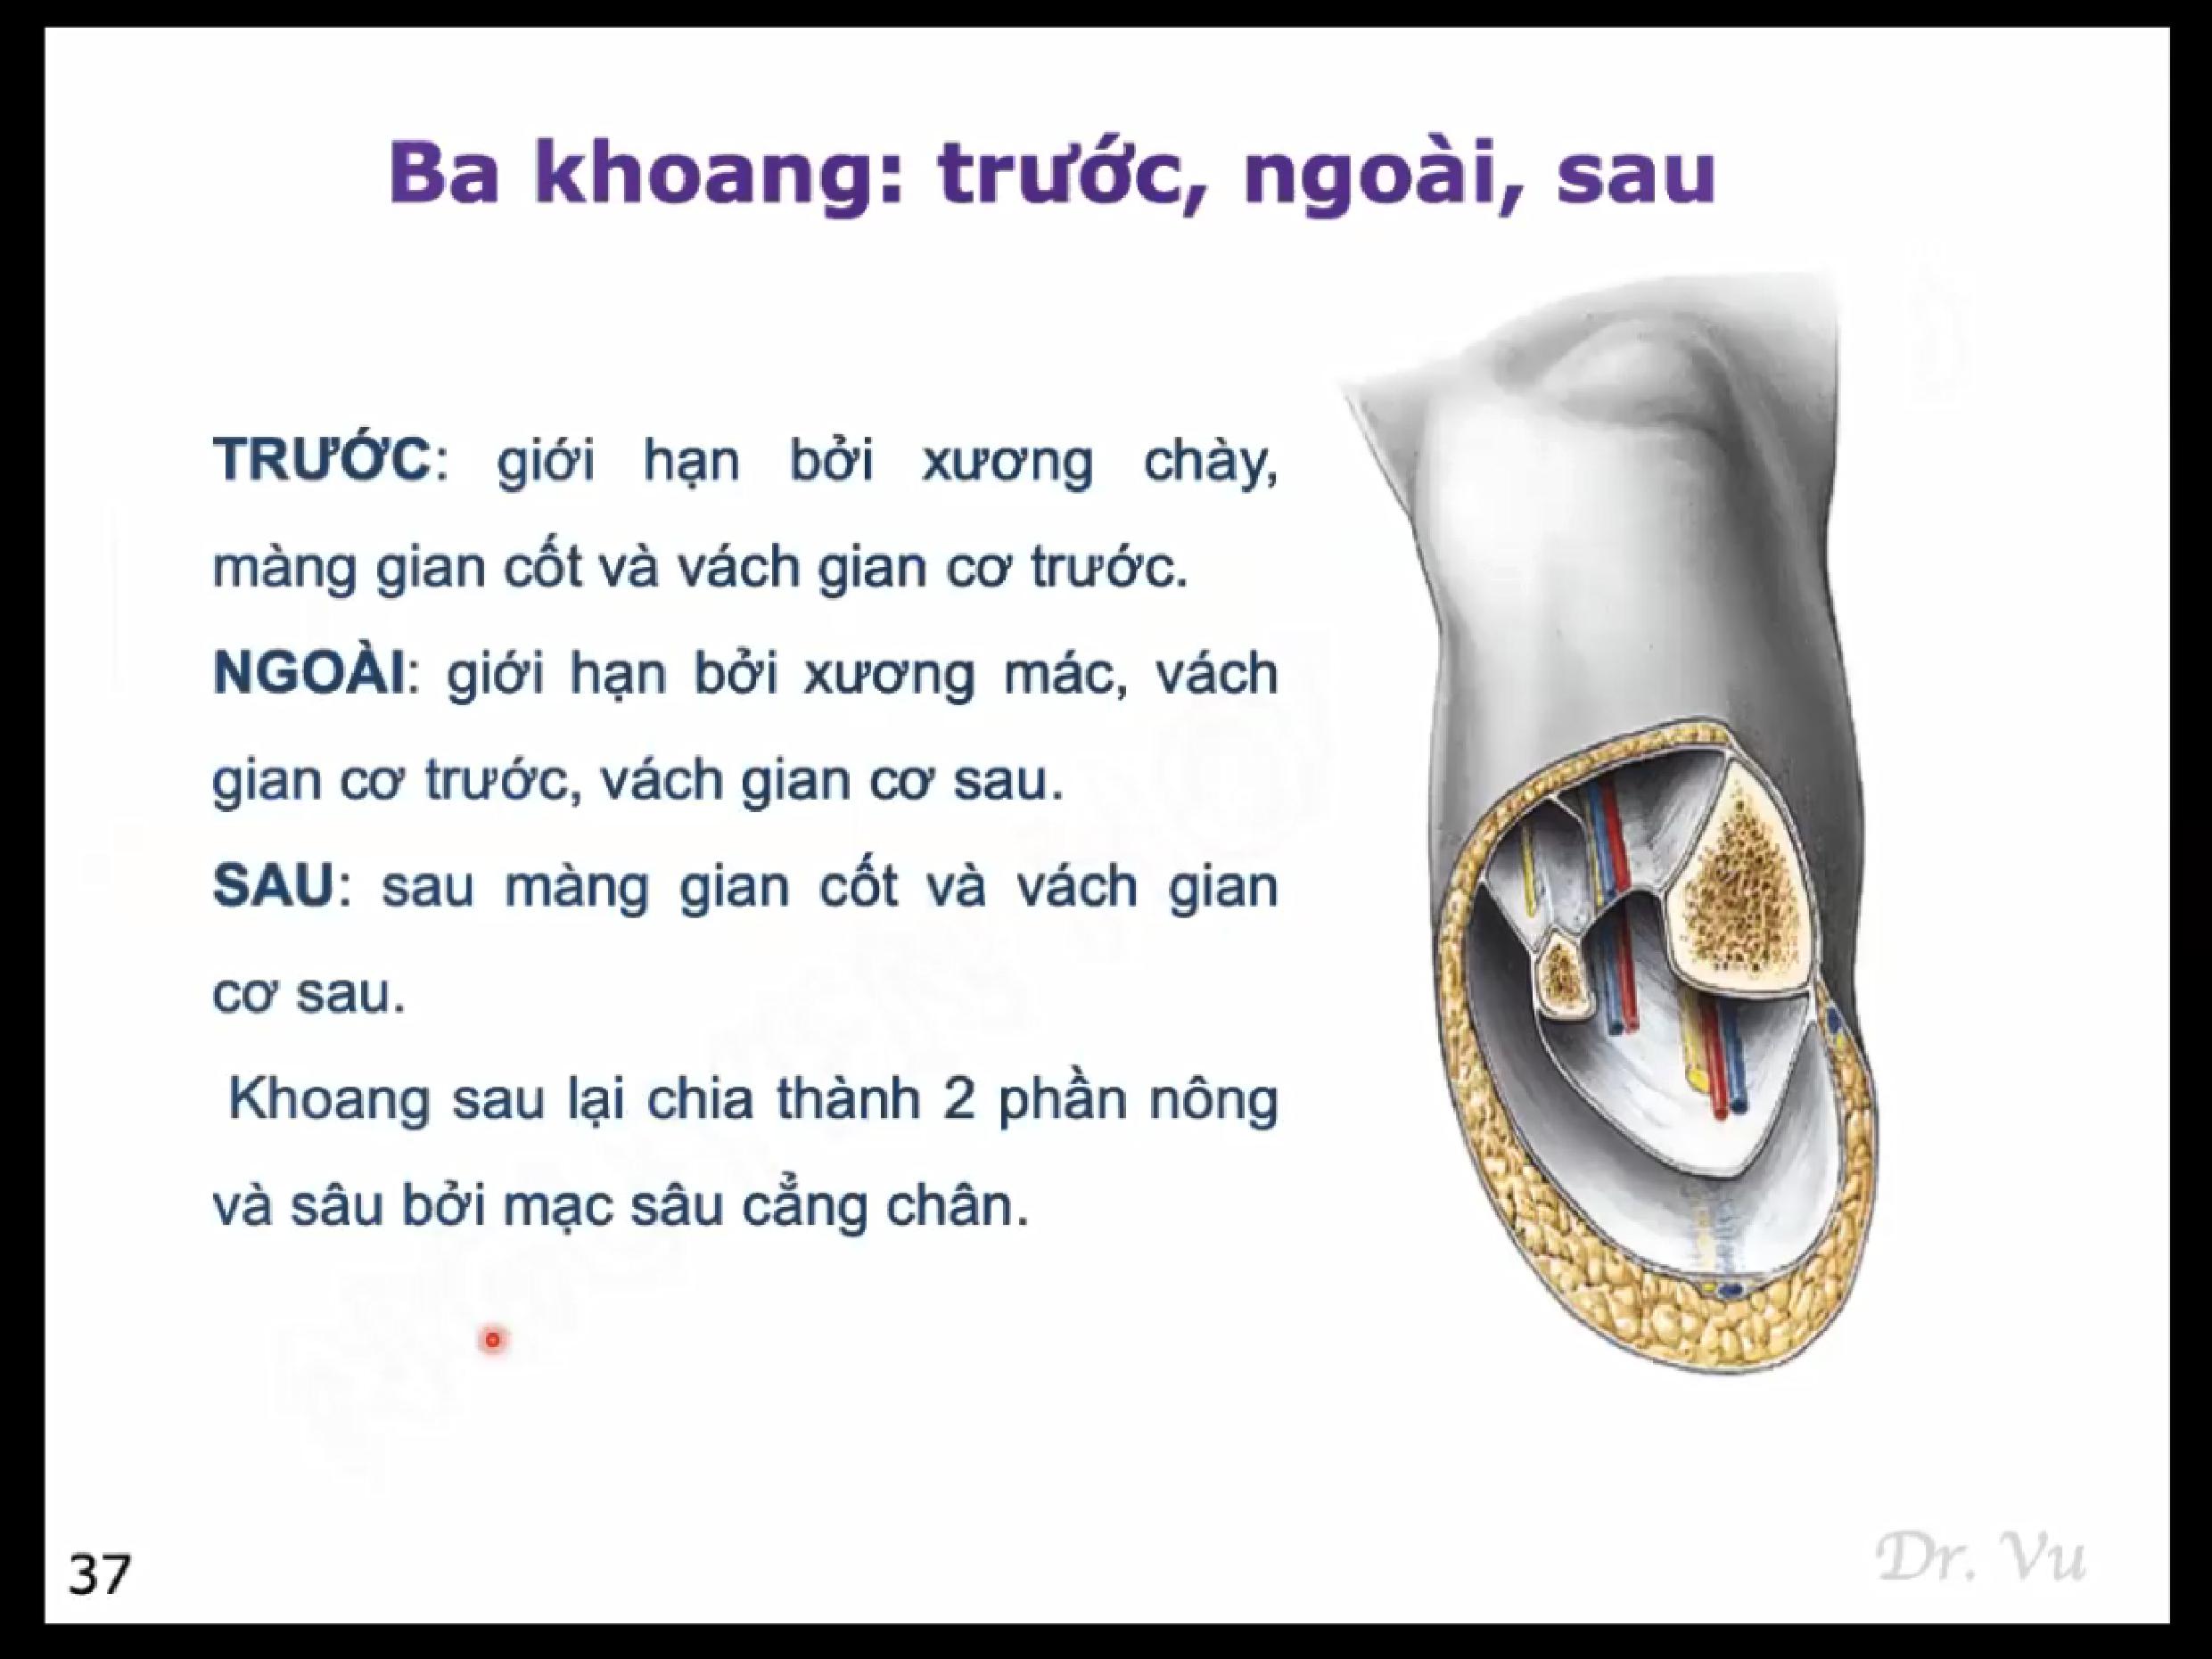 Ba khoang: trước, ngoài, sau
TRƯỚC: giới hạn bởi xương chày,
màng gian cốt và vách gian cơ trước.
NGOÀI: giới hạn bởi xương mác, vách
gian cơ trước, vách gian cơ sau.
SAU: sau màng gian cốt và vách gian
cơ sau.
Khoang sau lại chia thành 2 phần nông
và sâu bởi mạc sâu cẳng chân.
37
Dr. Vu